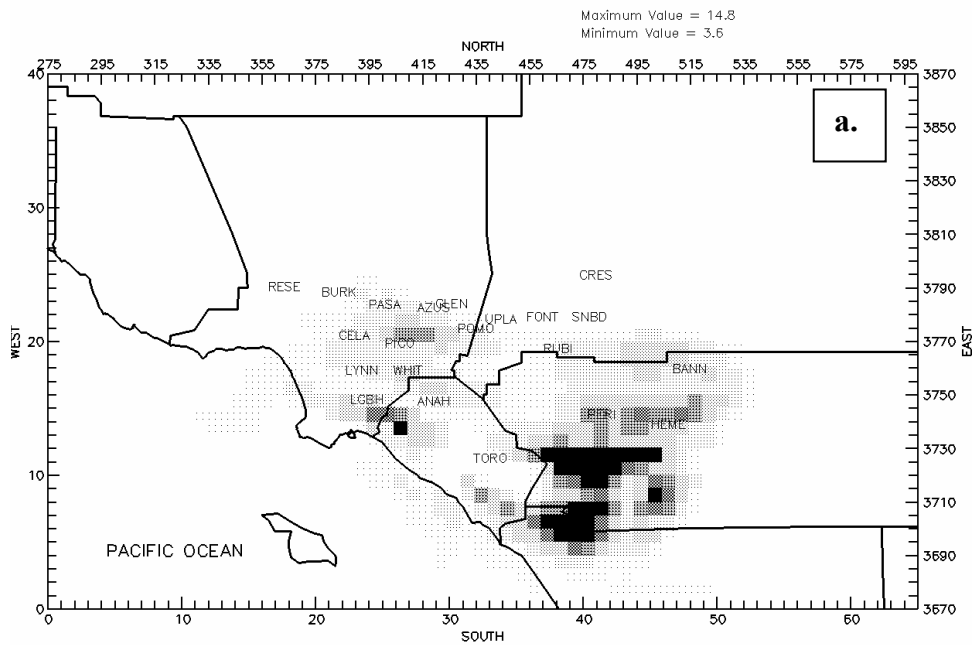 Maximum Value = 14.8
Minimum Value = 3.6
NORTH
275 295 315 335 355 375 395 415 435 455 475 495 515 535 555 575 595
40 3870
a.
3850
3830
30
3810
CRES
RESE BURK 3790
PASA AZUS GLEN
UPLA FONT SNBD
POMO
CELA PICO 3770
WEST 20 RUBI EAST
LYNN WHIT BANN
LGBH ANAH 3750
PERI HEME
TORO 3730
10
3710
PACIFIC OCEAN 3690
0 3670
0 10 20 30 40 50 60
SOUTH